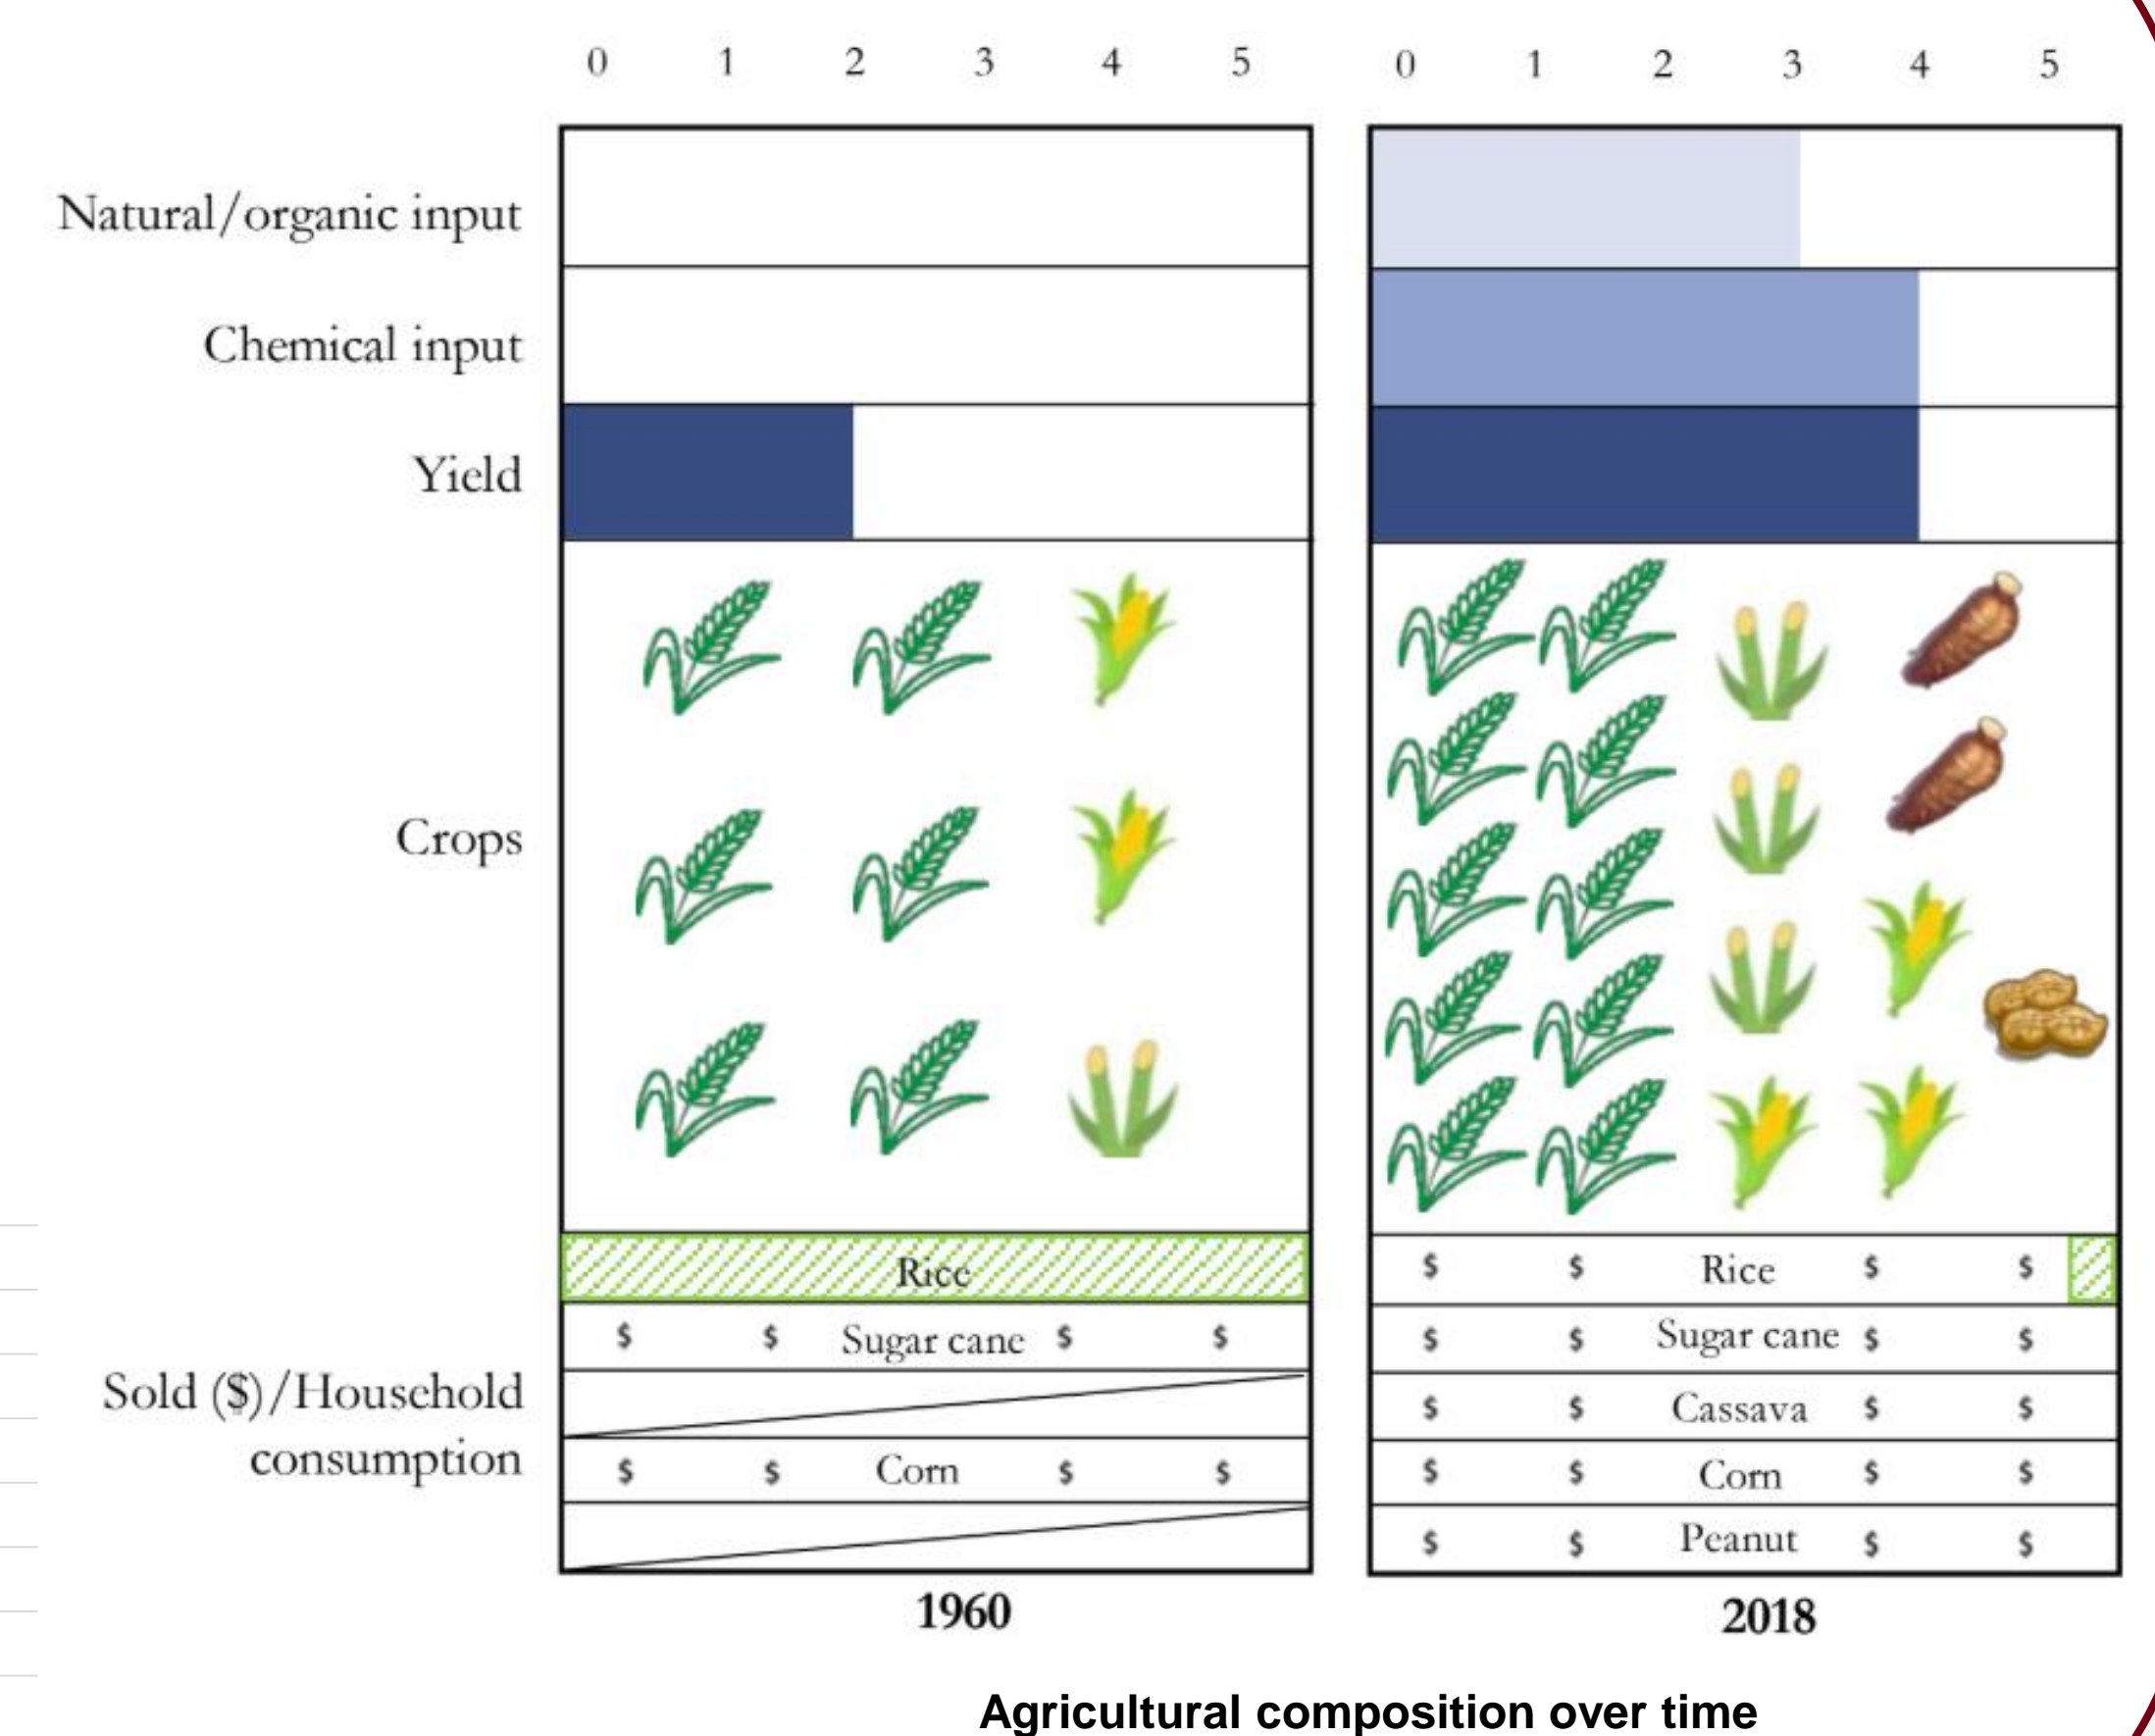 0 1 2 3 4 5 0 1 2 3 4 5
Natural/organic input
Chemical input
Yield
Crops
Sold ($)/Household
consumption
Rice
$ $ Sugar cane $ $
$ $ Corn $ $
1960
$ $ Rice $ $
$ $ Sugar cane $ $
$ $ Cassava $ $
$ $ Corn $ $
$ $ Peanut $ $
2018
Agricultural composition over time